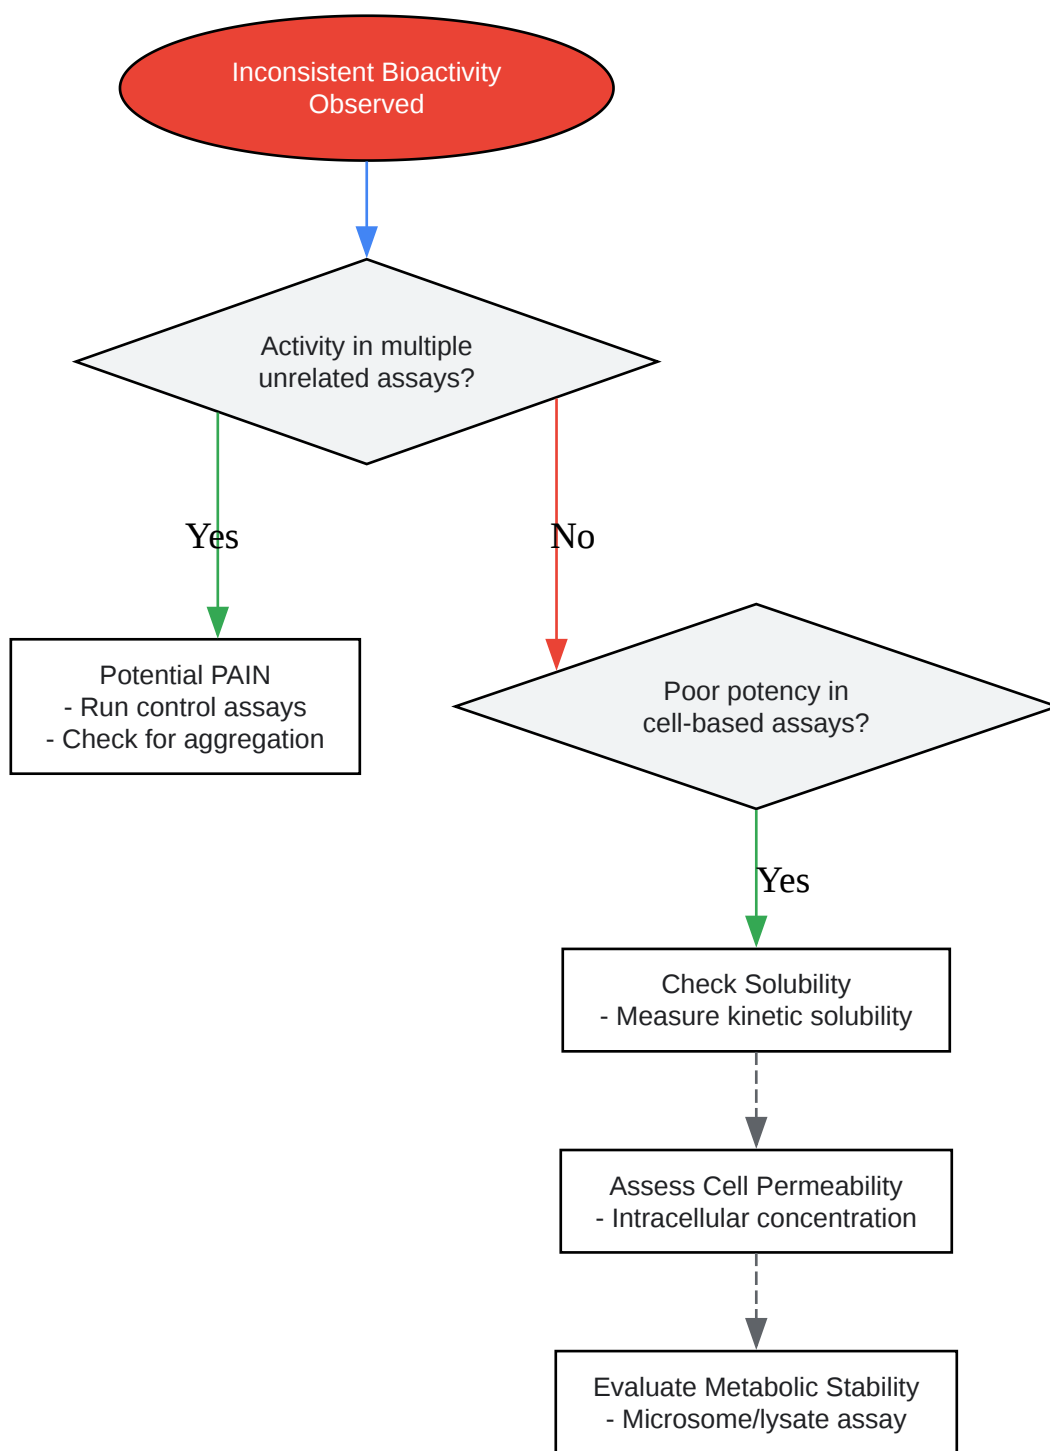 Inconsistent Bioactivity
Observed
Activity in multiple
unrelated assays?
Yes
No
Potential PAIN
- Run control assays
- Check for aggregation
Poor potency in
cell-based assays?
Yes
Check Solubility
- Measure kinetic solubility
Assess Cell Permeability
- Intracellular concentration
Evaluate Metabolic Stability
- Microsome/lysate assay